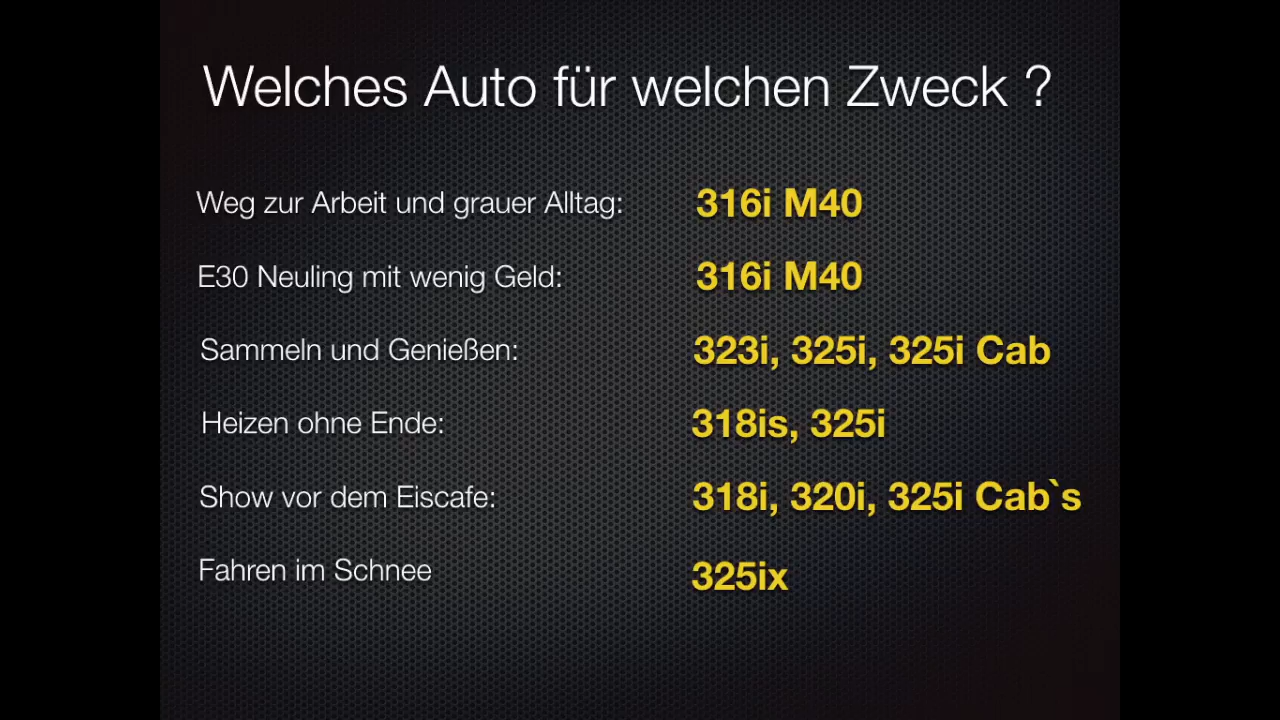 Welches Auto für welchen Zweck ?
Weg zur Arbeit und grauer Alltag: 316i M40
E30 Neuling mit wenig Geld: 316i M40
Sammeln und Genießen: 323i, 325i, 325i Cab
Heizen ohne Ende: 318is, 325i
Show vor dem Eiscafe: 318i, 320i, 325i Cab`s
Fahren im Schnee 325ix